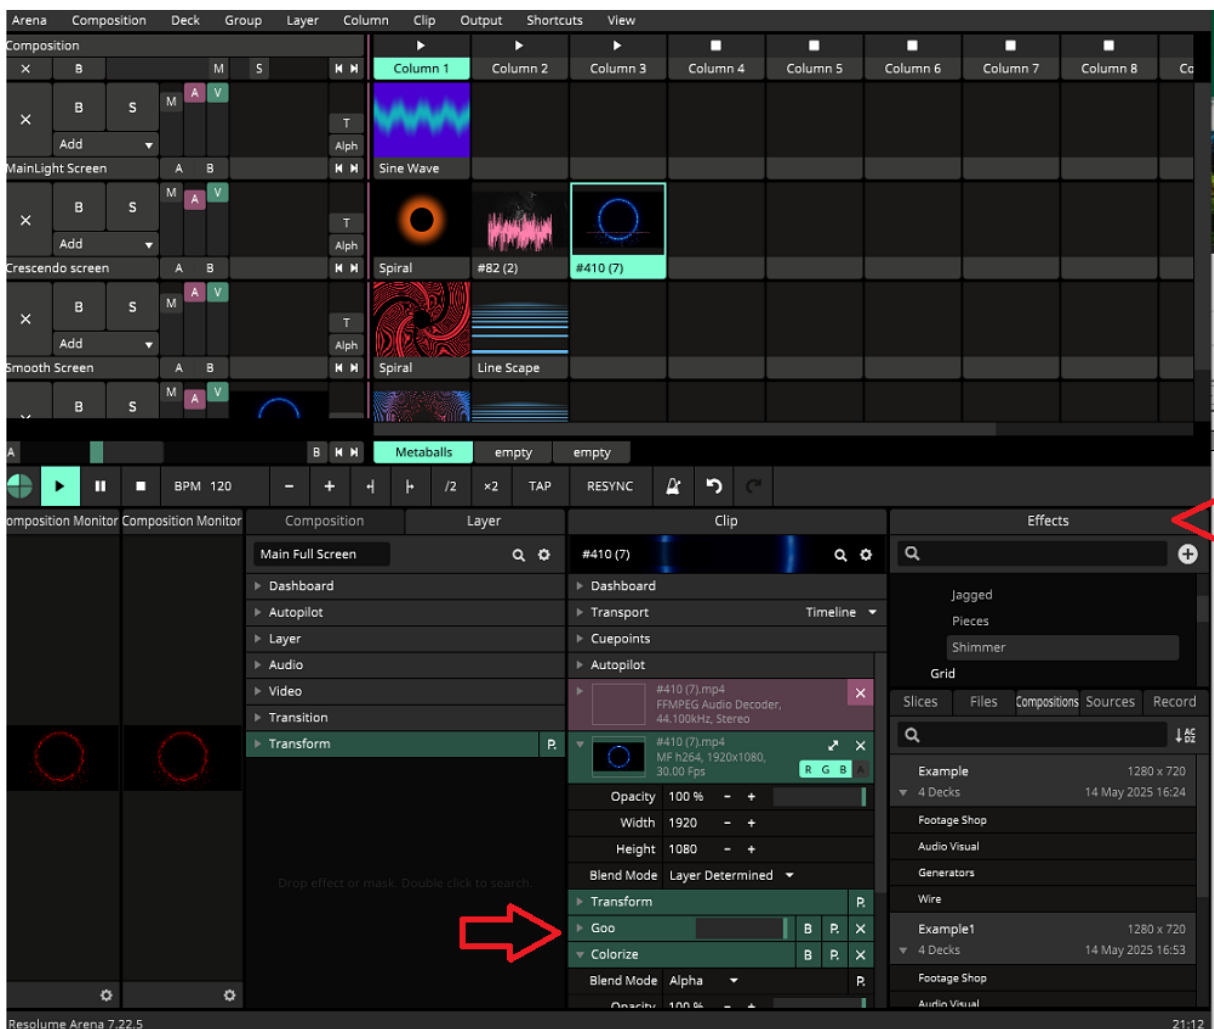 Arena Composition Deck Group Layer Column Clip Output Shortcuts View
Composition
X B M S Column 1 Column 2 Column 3 Column 4 Column 5 Column 6 Column 7 Column 8 Co
X B S M A V
T
Add Alph
MainLight Screen A B Sine Wave
X B S M A V
T
Add Alph
Crescendo screen A B Spiral #82 (2) #410 (7)
X B S M A V
T
Add Alph
Smooth Screen A B Spiral Line Scape
B S M A V
A B Metaballs empty empty
BPM 120 - + /2 ×2 TAP RESYNC
omposition Monitor Composition Monitor Composition Layer Clip Effects
Main Full Screen #410 (7)
Dashboard Dashboard
Autopilot Transport Timeline
Layer Cuepoints
Audio Autopilot
Video
Transition
Transform P.
#410 (7).mp4
FFMPEG Audio Decoder,
44.100kHz, Stereo
#410 (7).mp4
MF h264, 1920x1080,
30.00 Fps R G B A
Opacity 100 % - +
Width 1920 - +
Height 1080 - +
Blend Mode Layer Determined
Transform P.
Goo B P. X
Colorize B P. X
Blend Mode Alpha P.
Opacity 100 % - +
Drop effect or mask. Double click to search.
Jagged
Pieces
Shimmer
Grid
Slices Files Compositions Sources Record
AC
DZ
Example 1280 x 720
4 Decks 14 May 2025 16:24
Footage Shop
Audio Visual
Generators
Wire
Example1 1280 x 720
4 Decks 14 May 2025 16:53
Footage Shop
Audio Visual
Resolume Arena 7.22.5 21:12